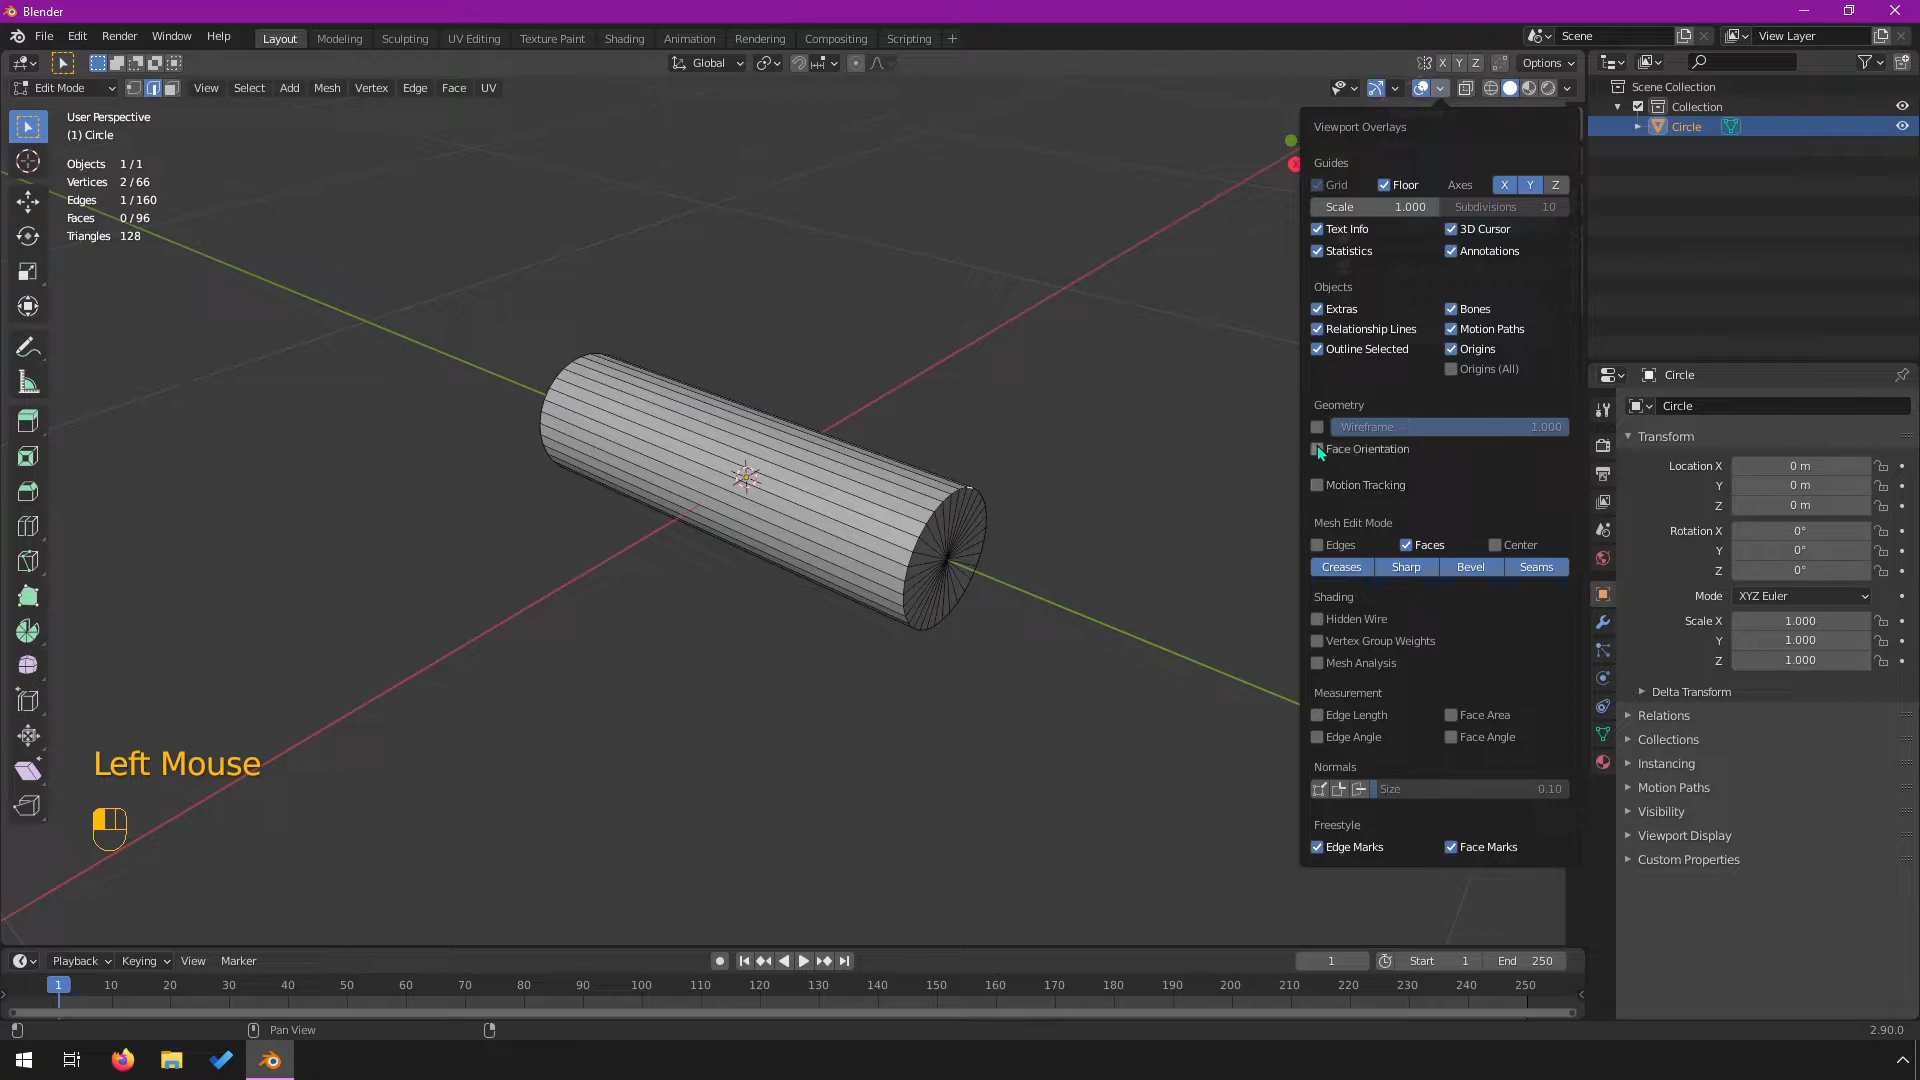 Blender
File Edit Render Window Help
Layout Modeling Sculpting UV Editing Texture Paint Shading Animation Rendering Compositing Scripting +
Scene
View Layer
Global
X Y Z
Options
Edit Mode
View Select Add Mesh Vertex Edge Face UV
User Perspective
(1) Circle
Objects 1 / 1
Vertices 2 / 66
Edges 1 / 160
Faces 0 / 96
Triangles 128
Left Mouse
X
Viewport Overlays
Guides
Grid Floor Axes X Y Z
Scale 1.000 Subdivisions 10
Text Info 3D Cursor
Statistics Annotations
Objects
Extras Bones
Relationship Lines Motion Paths
Outline Selected Origins
Origins (All)
Geometry
Wireframe 1.000
Face Orientation
Motion Tracking
Mesh Edit Mode
Edges Faces Center
Creases Sharp Bevel Seams
Shading
Hidden Wire
Vertex Group Weights
Mesh Analysis
Measurement
Edge Length Face Area
Edge Angle Face Angle
Normals
Size 0.10
Freestyle
Edge Marks Face Marks
Scene Collection
Collection
Circle
Circle
Circle
Transform
Location X 0 m
Y 0 m
Z 0 m
Rotation X 0°
Y 0°
Z 0°
Mode XYZ Euler
Scale X 1.000
Y 1.000
Z 1.000
Delta Transform
Relations
Collections
Instancing
Motion Paths
Visibility
Viewport Display
Custom Properties
Playback Keying View Marker
1 Start 1 End 250
1 10 20 30 40 50 60 70 80 90 100 110 120 130 140 150 160 170 180 190 200 210 220 230 240 250
Pan View
2.90.0